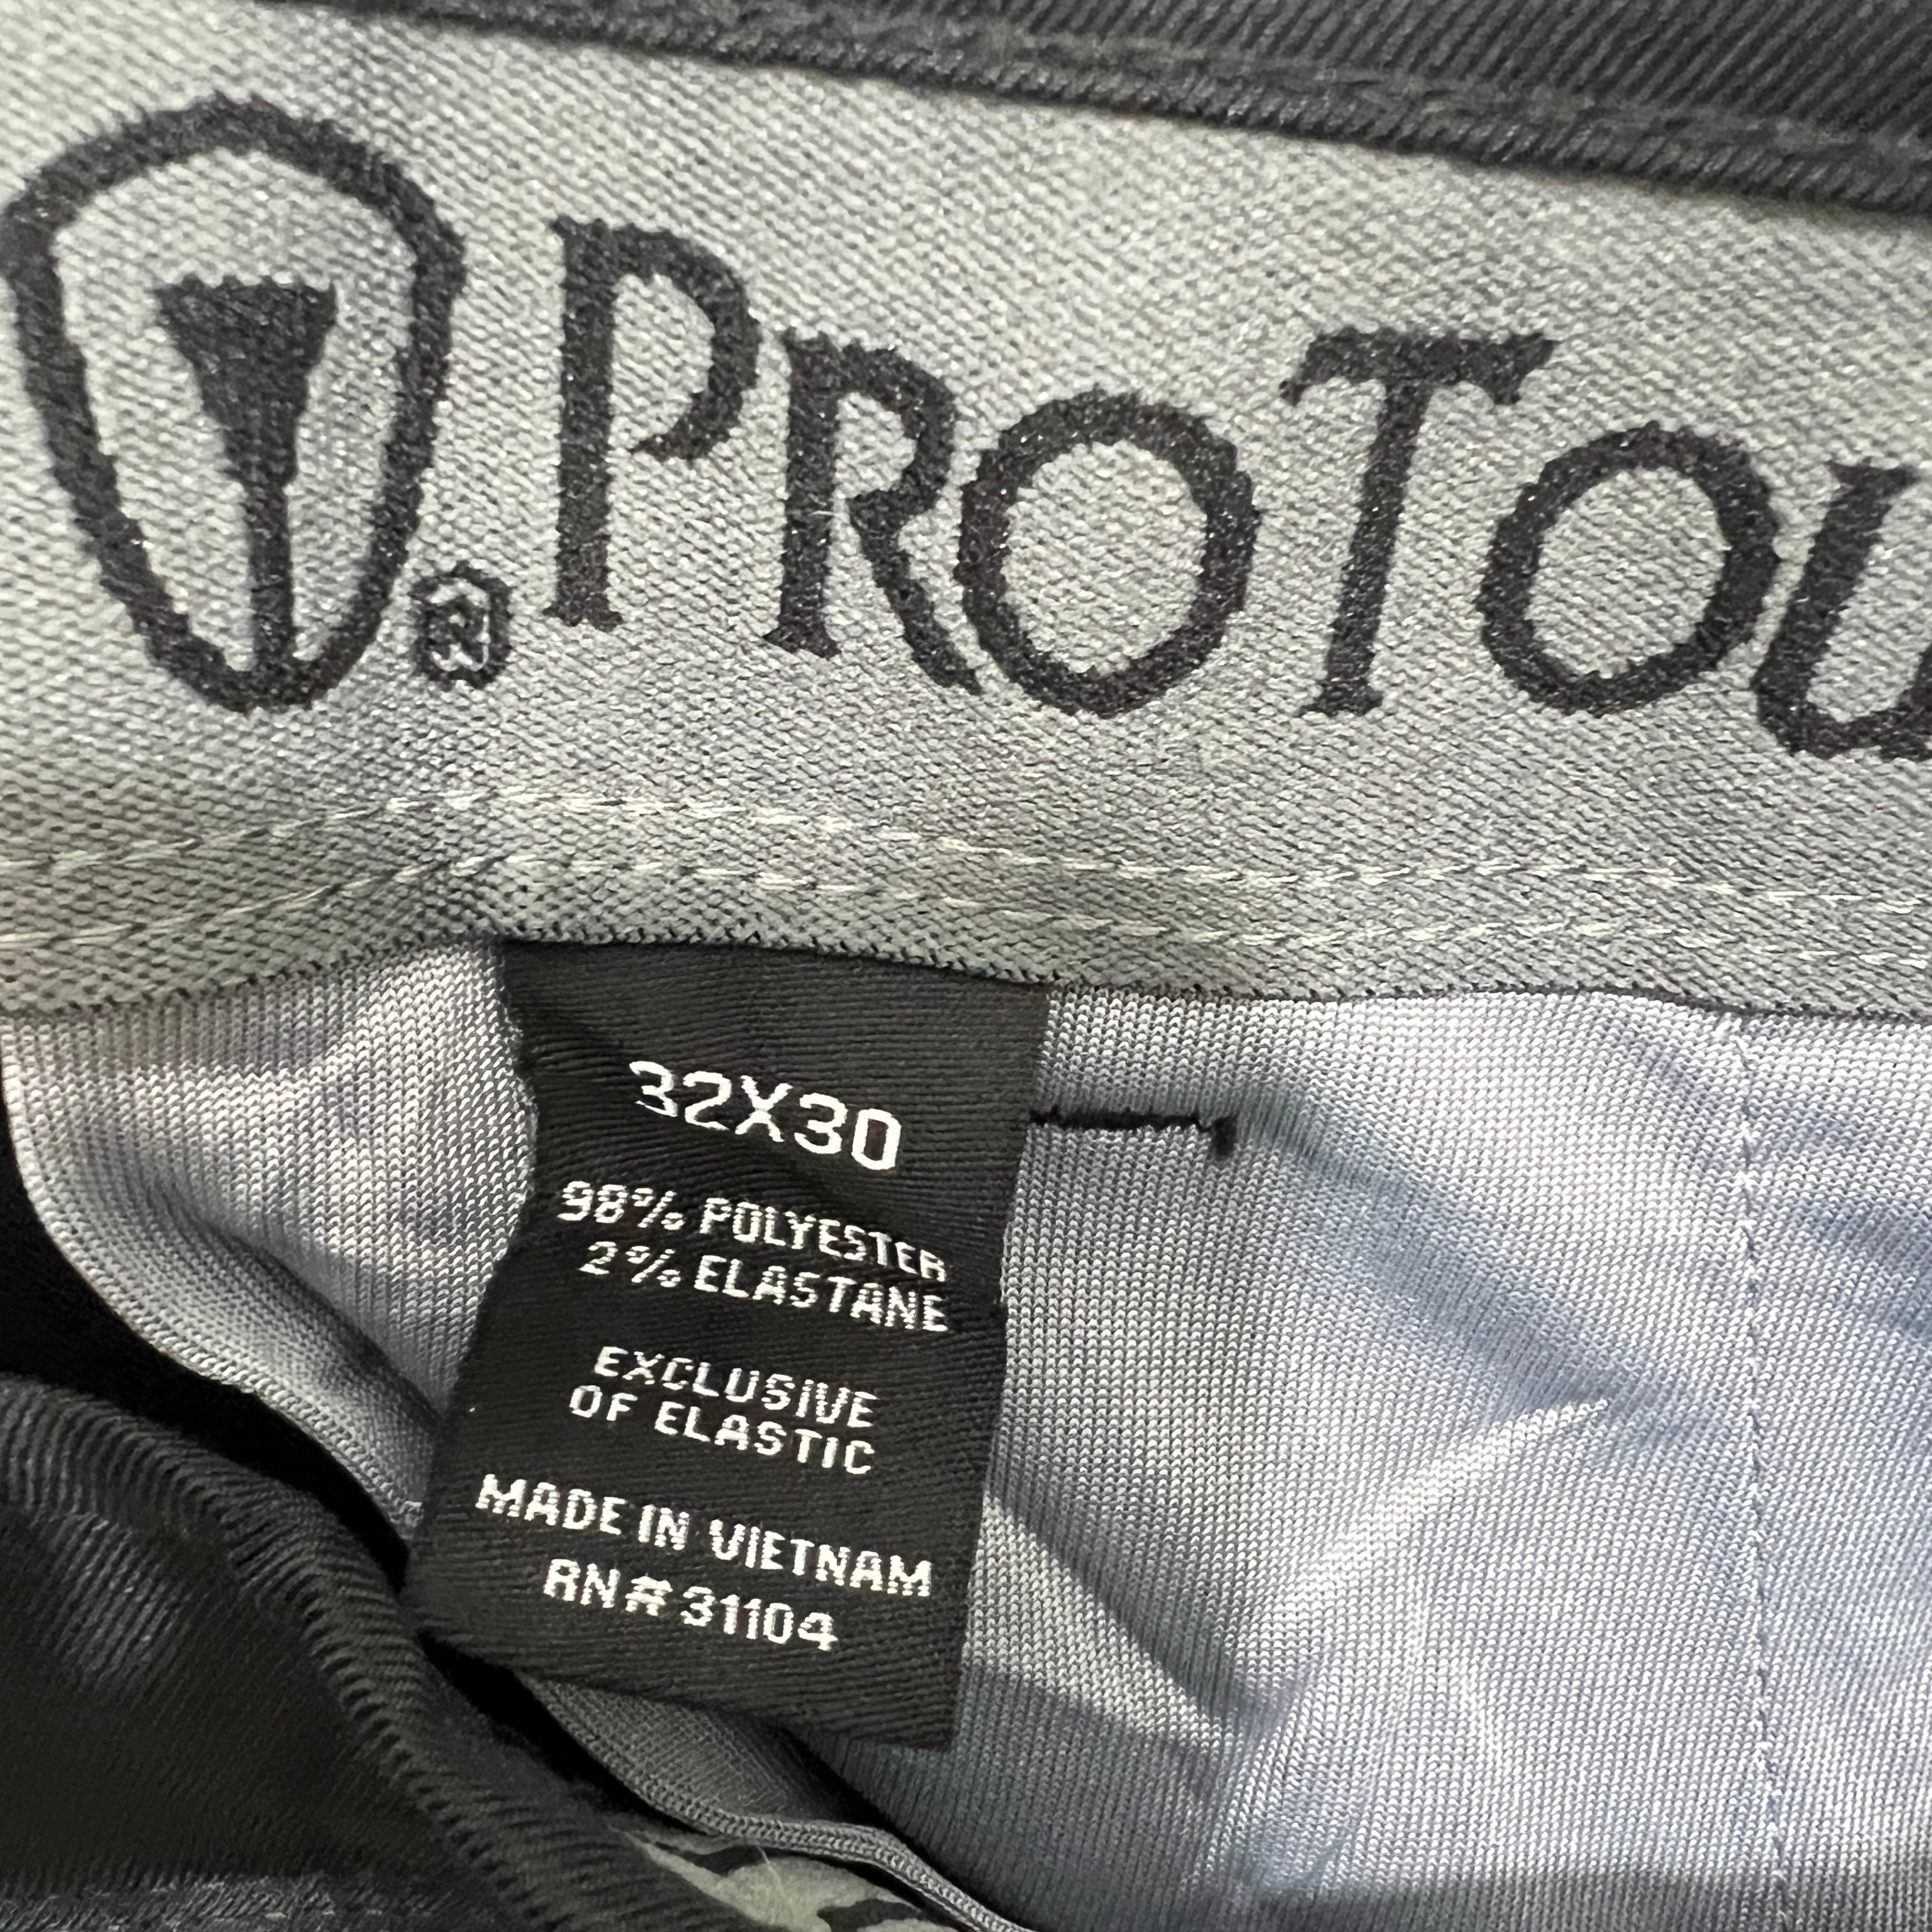 ® PROTOU
32X30
98% POLYESTER
2% ELASTANE
EXCLUSIVE
OF ELASTIC
MADE IN VIETNAM
RN# 31104